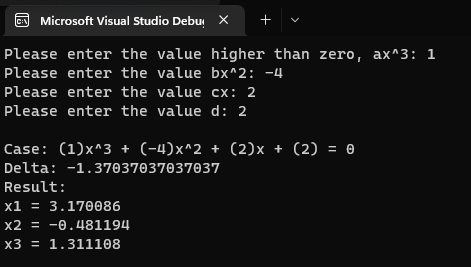 Microsoft Visual Studio Debu
Please enter the value higher than zero, ax^3: 1
Please enter the value bx^2: -4
Please enter the value cx: 2
Please enter the value d: 2
Case: (1)x^3 + (-4)x^2 + (2)x + (2) = 0
Delta: -1.37037037037037
Result:
x1 = 3.170086
x2 = -0.481194
x3 = 1.311108